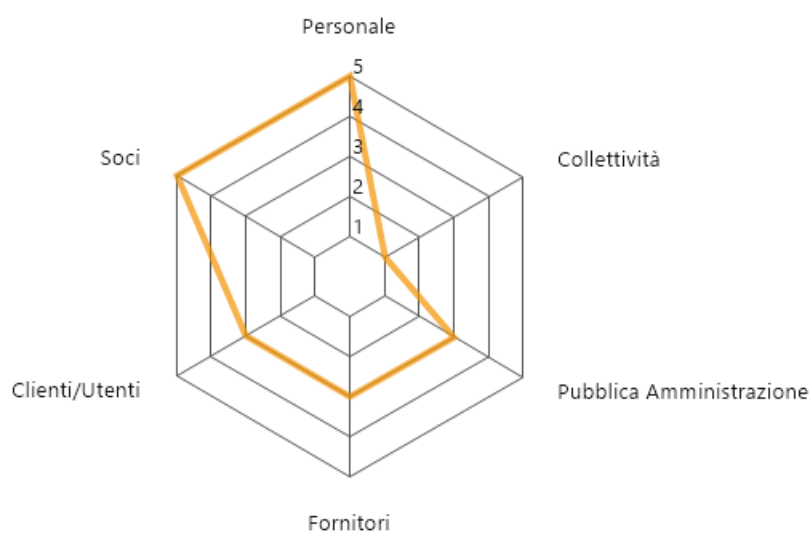 Personale
5
4
3
2
1
Soci
Collettività
Clienti/Utenti
Pubblica Amministrazione
Fornitori